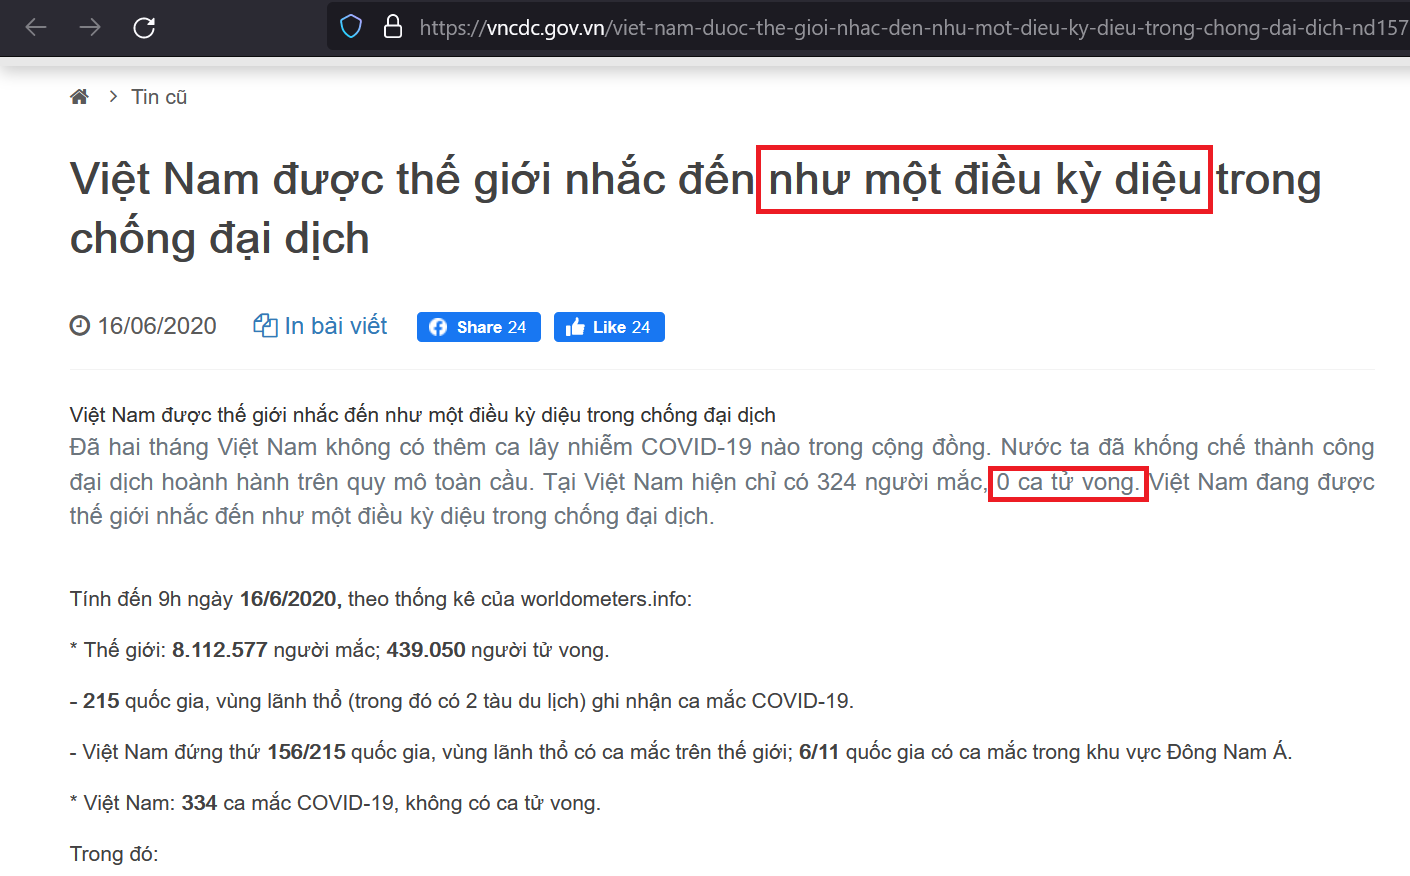 https://vncdc.gov.vn/viet-nam-duoc-the-gioi-nhac-den-nhu-mot-dieu-ky-dieu-trong-chong-dai-dich-nd157
Tin cũ
Việt Nam được thế giới nhắc đến như một điều kỳ diệu trong
chống đại dịch
16/06/2020 In bài viết Share 24 Like 24
Việt Nam được thế giới nhắc đến như một điều kỳ diệu trong chống đại dịch
Đã hai tháng Việt Nam không có thêm ca lây nhiễm COVID-19 nào trong cộng đồng. Nước ta đã khống chế thành công
đại dịch hoành hành trên quy mô toàn cầu. Tại Việt Nam hiện chỉ có 324 người mắc, 0 ca tử vong. Việt Nam đang được
thế giới nhắc đến như một điều kỳ diệu trong chống đại dịch.
Tính đến 9h ngày 16/6/2020, theo thống kê của worldometers.info:
* Thế giới: 8.112.577 người mắc; 439.050 người tử vong.
- 215 quốc gia, vùng lãnh thổ (trong đó có 2 tàu du lịch) ghi nhận ca mắc COVID-19.
- Việt Nam đứng thứ 156/215 quốc gia, vùng lãnh thổ có ca mắc trên thế giới; 6/11 quốc gia có ca mắc trong khu vực Đông Nam Á.
* Việt Nam: 334 ca mắc COVID-19, không có ca tử vong.
Trong đó: